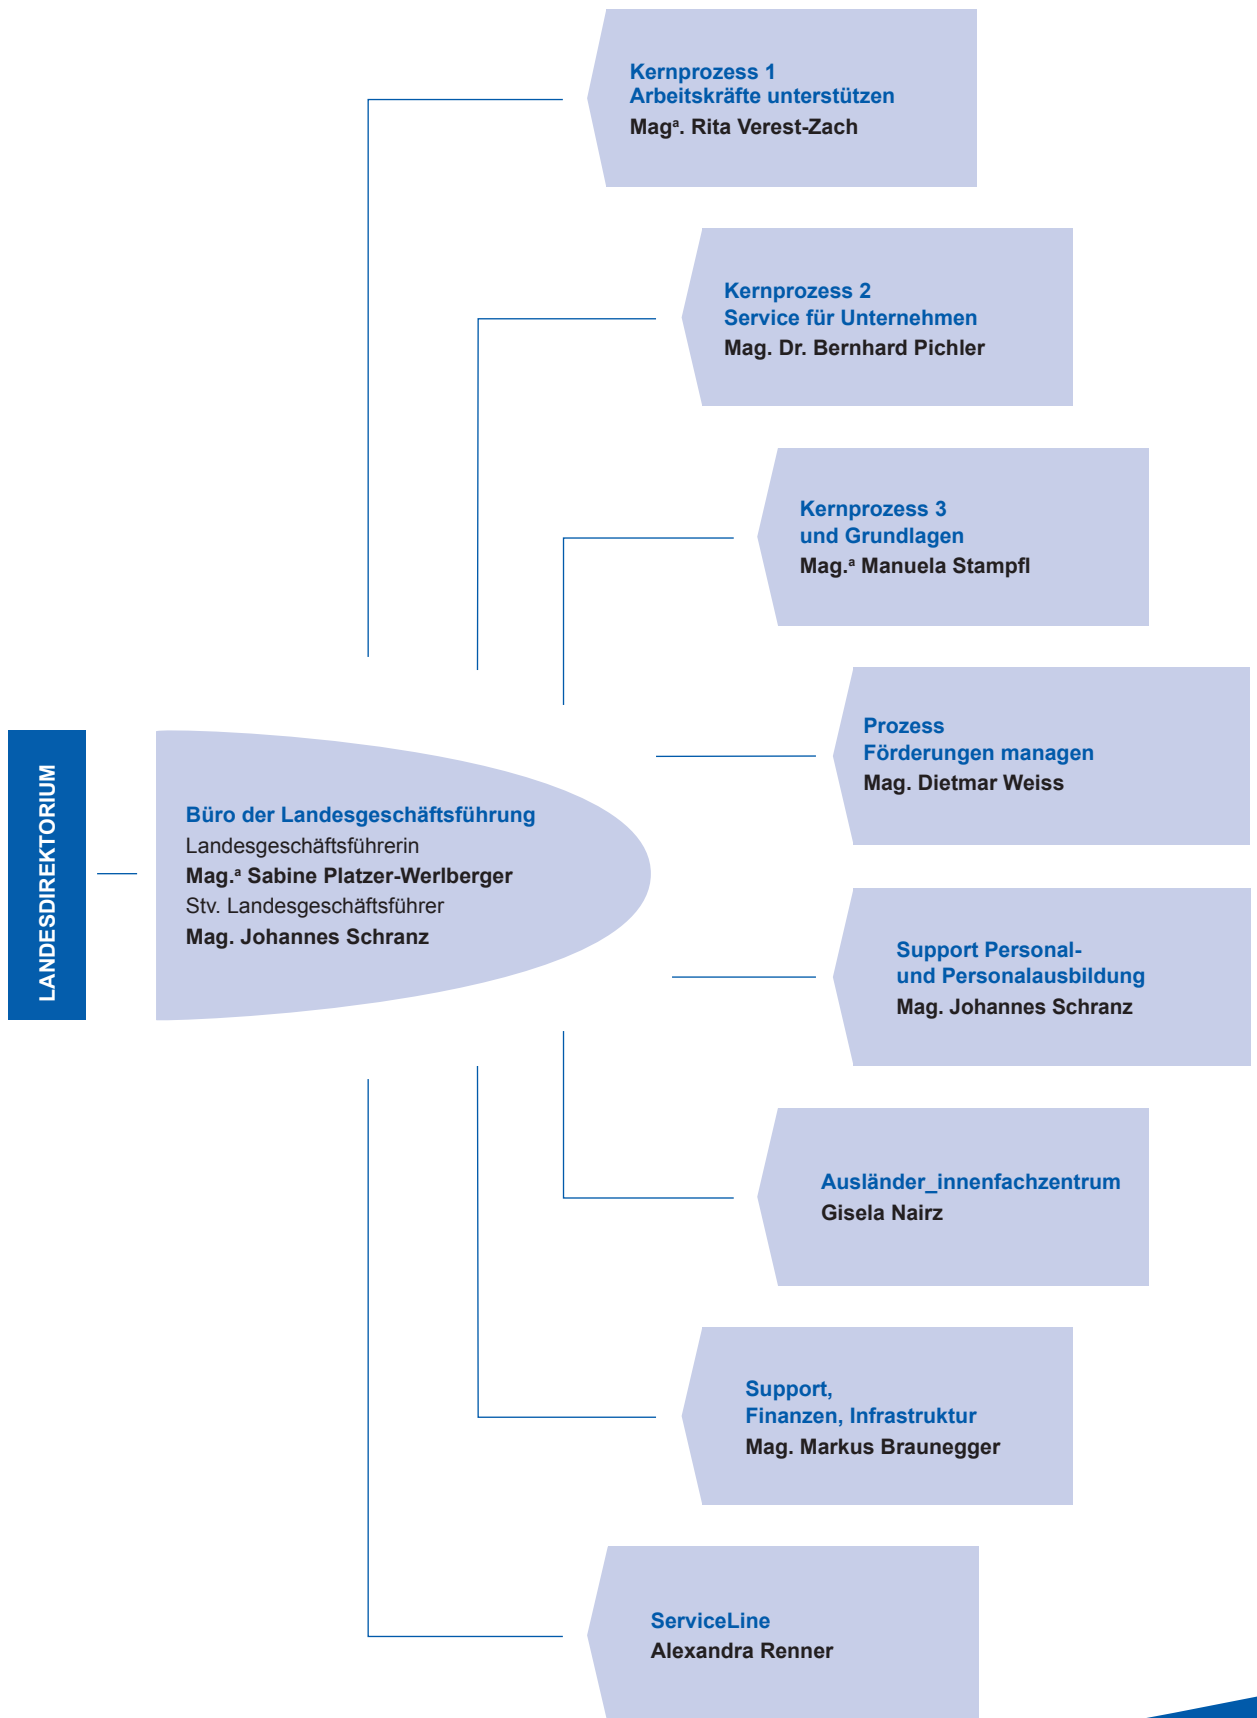 Kernprozess 1
Arbeitskräfte unterstützen
Magª. Rita Verest-Zach
Kernprozess 2
Service für Unternehmen
Mag. Dr. Bernhard Pichler
Kernprozess 3
und Grundlagen
Mag.ª Manuela Stampfl
Prozess
Förderungen managen
Mag. Dietmar Weiss
LANDESDIREKTORIUM
Büro der Landesgeschäftsführung
Landesgeschäftsführerin
Mag.ª Sabine Platzer-Werlberger
Stv. Landesgeschäftsführer
Mag. Johannes Schranz
Support Personal-
und Personalausbildung
Mag. Johannes Schranz
Ausländer_innenfachzentrum
Gisela Nairz
Support,
Finanzen, Infrastruktur
Mag. Markus Braunegger
ServiceLine
Alexandra Renner